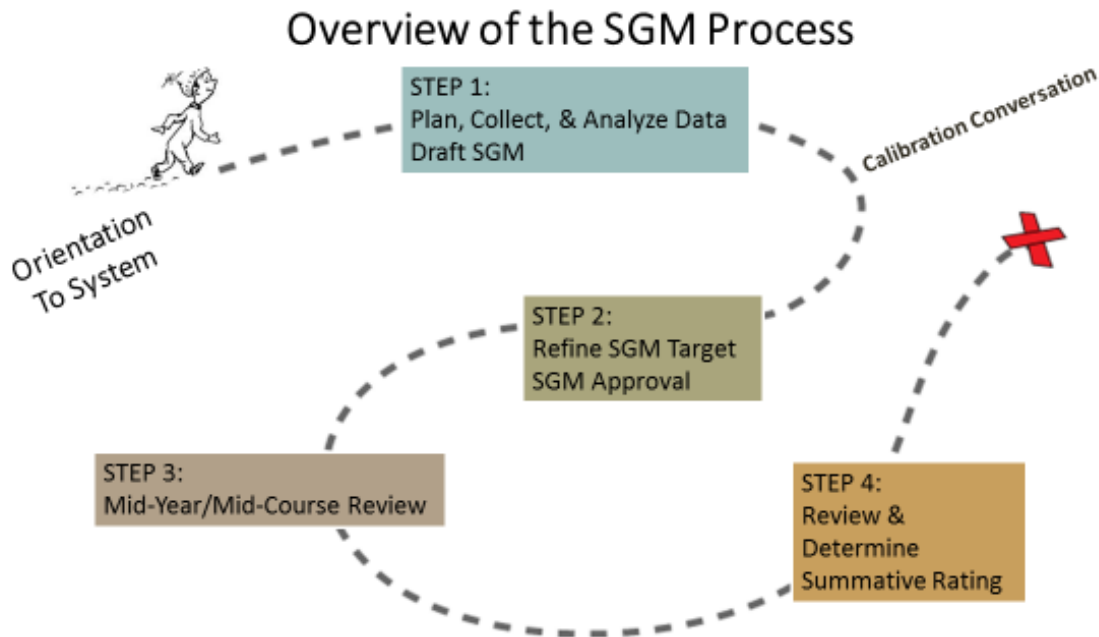 Overview of the SGM Process
STEP 1:
Plan, Collect, & Analyze Data
Draft SGM
Calibration Conversation
Orientation
To System
STEP 2:
Refine SGM Target
SGM Approval
STEP 3:
Mid-Year/Mid-Course Review
STEP 4:
Review &
Determine
Summative Rating